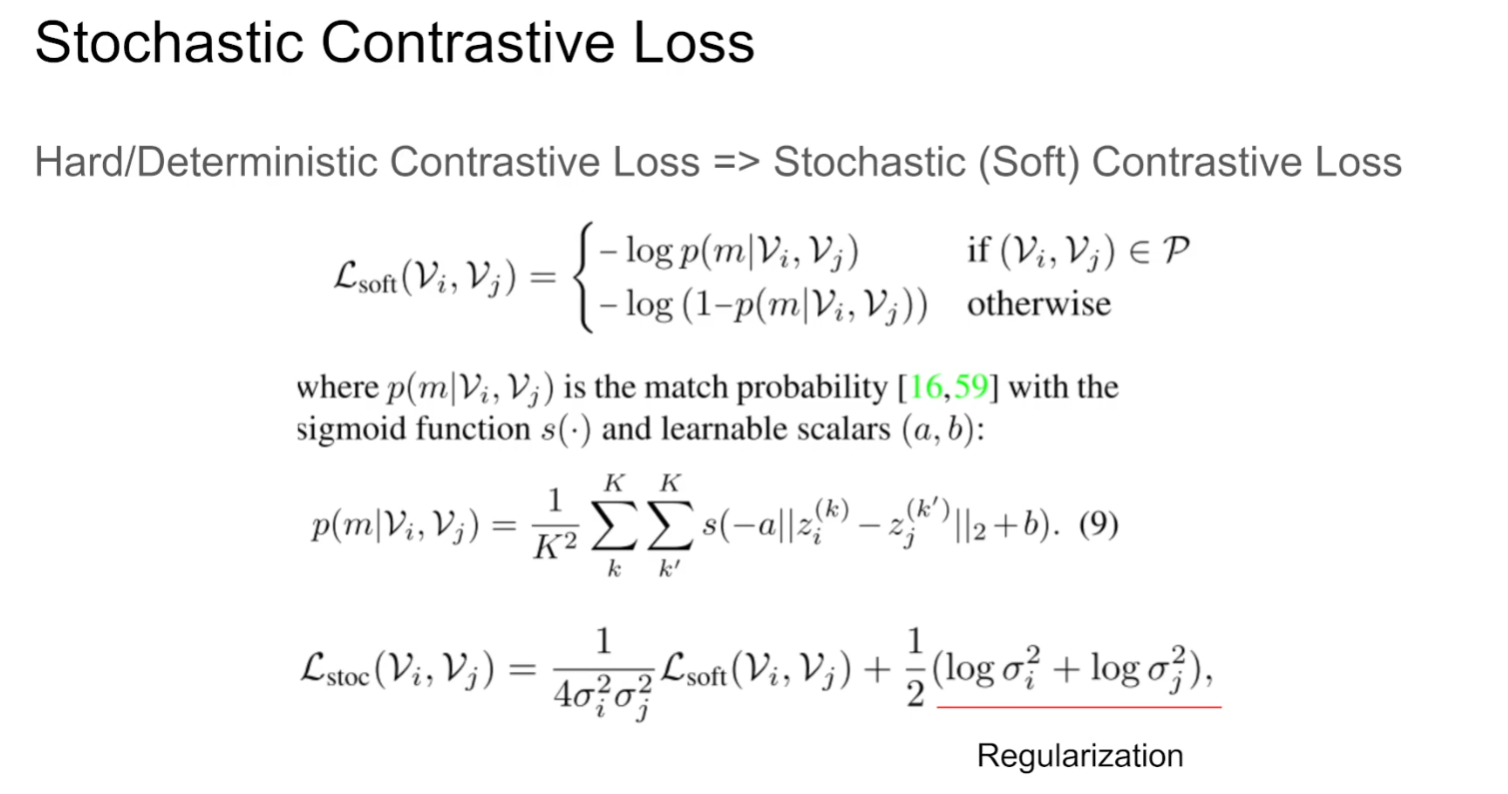 Stochastic Contrastive Loss
Hard/Deterministic Contrastive Loss => Stochastic (Soft) Contrastive Loss
$\mathcal{L}_{\text{soft}}(\mathcal{V}_i, \mathcal{V}_j) = \begin{cases} -\log p(m|\mathcal{V}_i, \mathcal{V}_j) & \text{if } (\mathcal{V}_i, \mathcal{V}_j) \in \mathcal{P} \\ -\log (1-p(m|\mathcal{V}_i, \mathcal{V}_j)) & \text{otherwise} \end{cases}$
where $p(m|\mathcal{V}_i, \mathcal{V}_j)$ is the match probability [16,59] with the
sigmoid function $s(\cdot)$ and learnable scalars $(a, b)$:
$p(m|\mathcal{V}_i, \mathcal{V}_j) = \frac{1}{K^2} \sum_{k}^{K} \sum_{k'}^{K} s(-a||z_i^{(k)} - z_j^{(k')}||_2 + b).$ (9)
$\mathcal{L}_{\text{stoc}}(\mathcal{V}_i, \mathcal{V}_j) = \frac{1}{4\sigma_i^2\sigma_j^2} \mathcal{L}_{\text{soft}}(\mathcal{V}_i, \mathcal{V}_j) + \frac{1}{2}(\log \sigma_i^2 + \log \sigma_j^2),$
Regularization